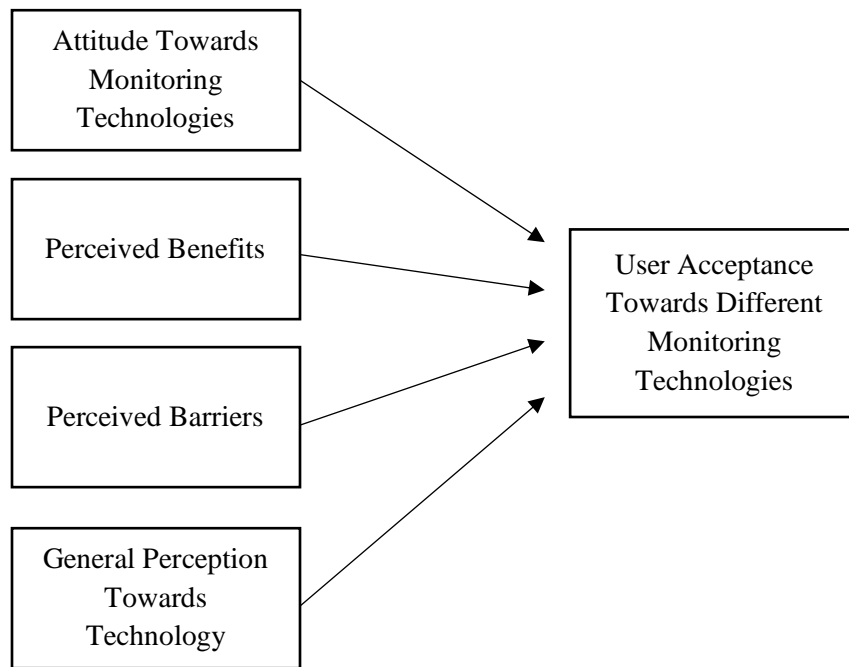 Attitude Towards
Monitoring
Technologies
Perceived Benefits
Perceived Barriers
General Perception
Towards
Technology
User Acceptance
Towards Different
Monitoring
Technologies